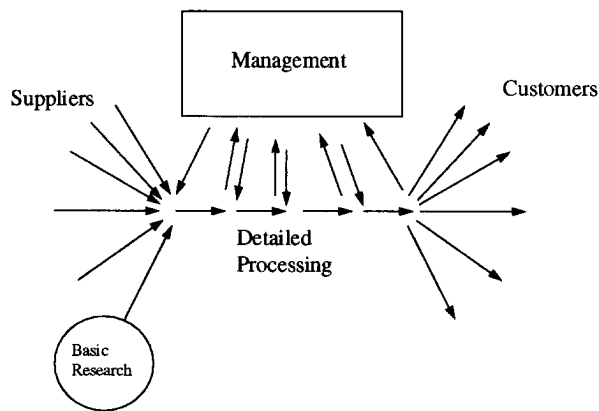 Management
Suppliers
Customers
Detailed
Processing
Basic
Research